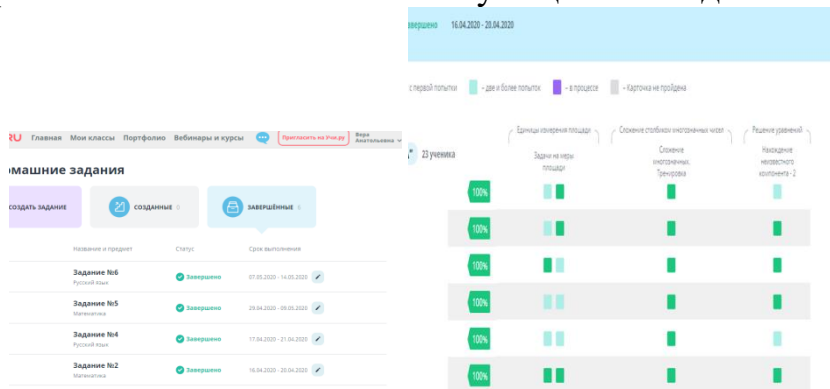 RU Главная Мои классы Портфолио Вебинары и курсы Пригласить на Учи.ру Вера Анатольевна
омашние задания
СОЗДАТЬ ЗАДАНИЕ СОЗДАННЫЕ ЗАВЕРШЁННЫЕ
Название и предмет Статус Срок выполнения
Задание №6
Русский язык
Завершено 07.05.2020 - 14.05.2020
Задание №5
Математика
Завершено 29.04.2020 - 09.05.2020
Задание №4
Русский язык
Завершено 17.04.2020 - 21.04.2020
Задание №2
Математика
Завершено 16.04.2020 - 20.04.2020
авершено 16.04.2020 - 20.04.2020
с первой попытки - две и более попыток - в процессе - Карточка не пройдена
Единицы измерения площади Сложение столбиком многозначных чисел Решение уравнений
23 ученика
Задачи на меры
площади
Сложение
многозначных.
Тренировка
Нахождение
неизвестного
компонента - 2
100%
100%
100%
100%
100%
100%